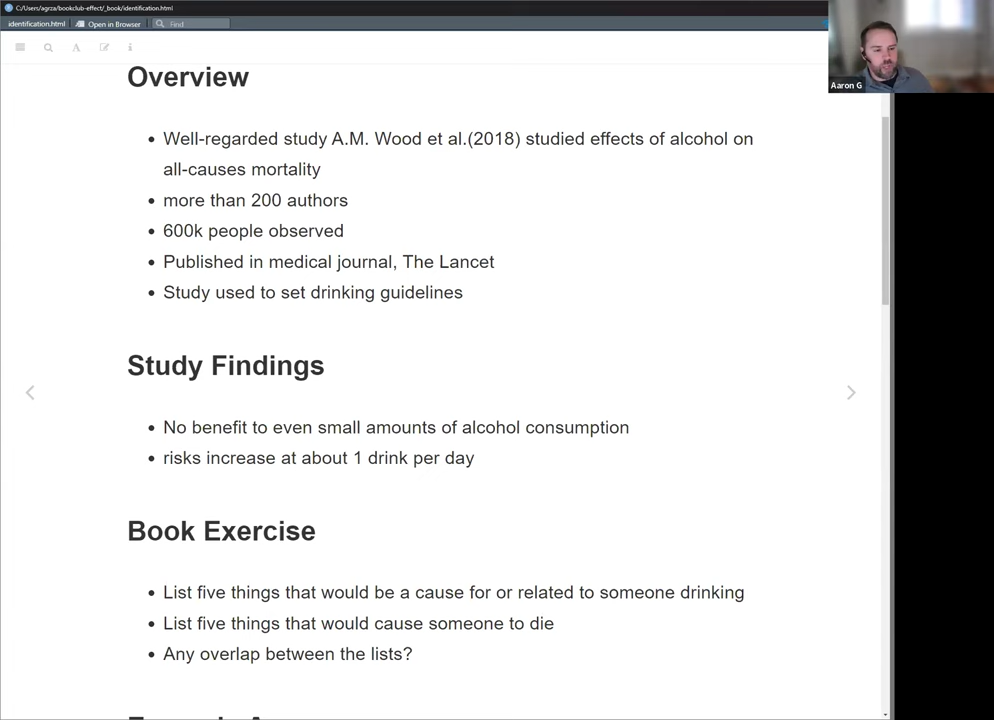 C:/Users/agrza/bookclub-effect/_book/identification.html
identification.html
Open in Browser
Find
Aaron G
Overview
• Well-regarded study A.M. Wood et al.(2018) studied effects of alcohol on
all-causes mortality
• more than 200 authors
• 600k people observed
• Published in medical journal, The Lancet
• Study used to set drinking guidelines
Study Findings
• No benefit to even small amounts of alcohol consumption
• risks increase at about 1 drink per day
Book Exercise
• List five things that would be a cause for or related to someone drinking
• List five things that would cause someone to die
• Any overlap between the lists?